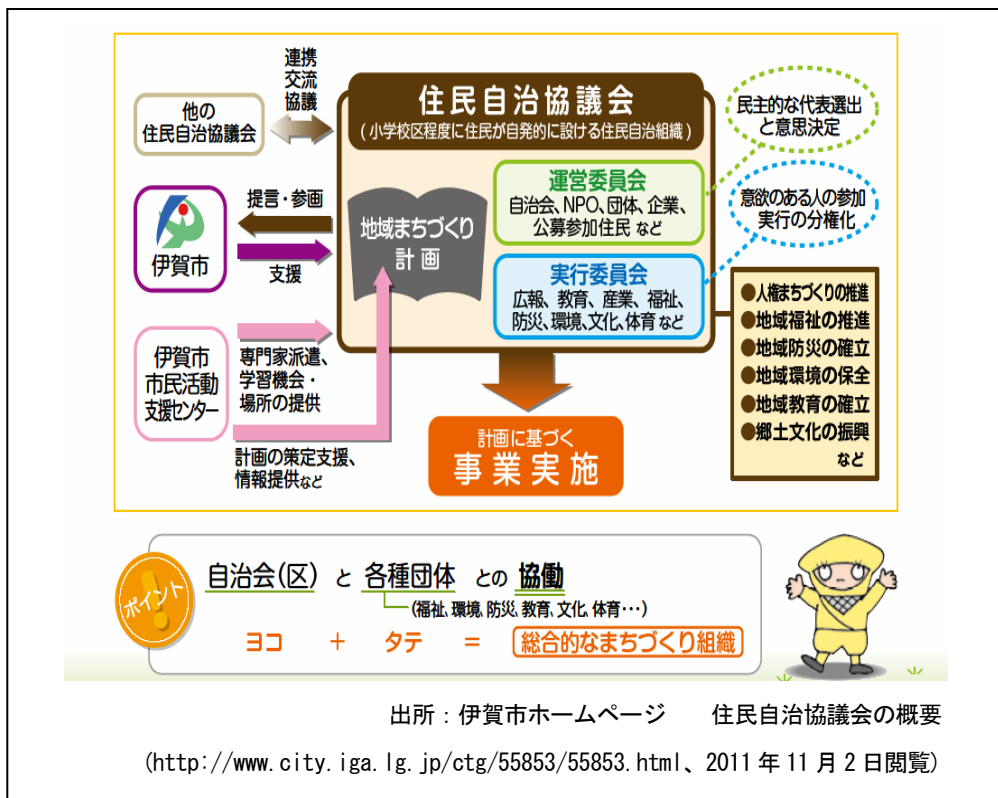 連携
交流
協議
他の
住民自治協議会
住民自治協議会
(小学校区程度に住民が自発的に設ける住民自治組織)
民主的な代表選出
と意思決定
運営委員会
自治会、NPO、団体、企業、
公募参加住民 など
意欲のある人の参加
実行の分権化
提言・参画
伊賀市
支援
地域まちづくり
計画
実行委員会
広報、教育、産業、福祉、
防災、環境、文化、体育 など
●人権まちづくりの推進
●地域福祉の推進
●地域防災の確立
●地域環境の保全
●地域教育の確立
●郷土文化の振興
など
伊賀市
市民活動
支援センター
専門家派遣、
学習機会・
場所の提供
計画の策定支援、
情報提供など
計画に基づく
事業実施
ポイント
自治会(区) と 各種団体 との 協働
(福祉、環境、防災、教育、文化、体育・・・)
ヨコ + タテ = 総合的なまちづくり組織
出所：伊賀市ホームページ 住民自治協議会の概要
(http://www.city.iga.lg.jp/ctg/55853/55853.html、2011年11月2日閲覧)